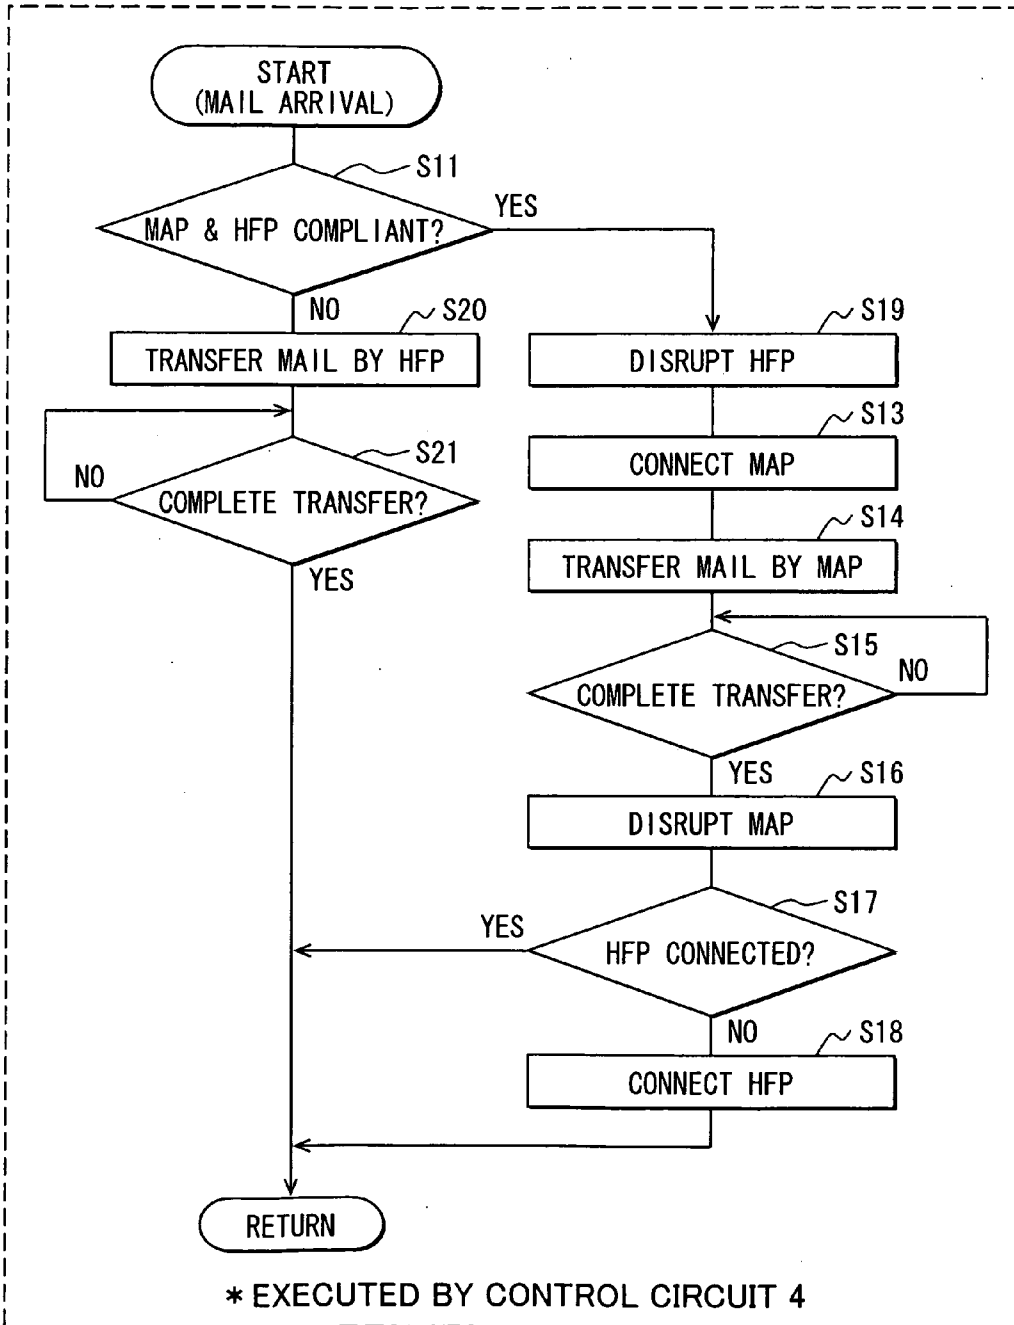 START
(MAIL ARRIVAL)
S11
MAP & HFP COMPLIANT?
YES
NO
S20
TRANSFER MAIL BY HFP
S21
COMPLETE TRANSFER?
NO
YES
S19
DISRUPT HFP
S13
CONNECT MAP
S14
TRANSFER MAIL BY MAP
S15
COMPLETE TRANSFER?
NO
YES
S16
DISRUPT MAP
S17
HFP CONNECTED?
YES
NO
S18
CONNECT HFP
RETURN
* EXECUTED BY CONTROL CIRCUIT 4